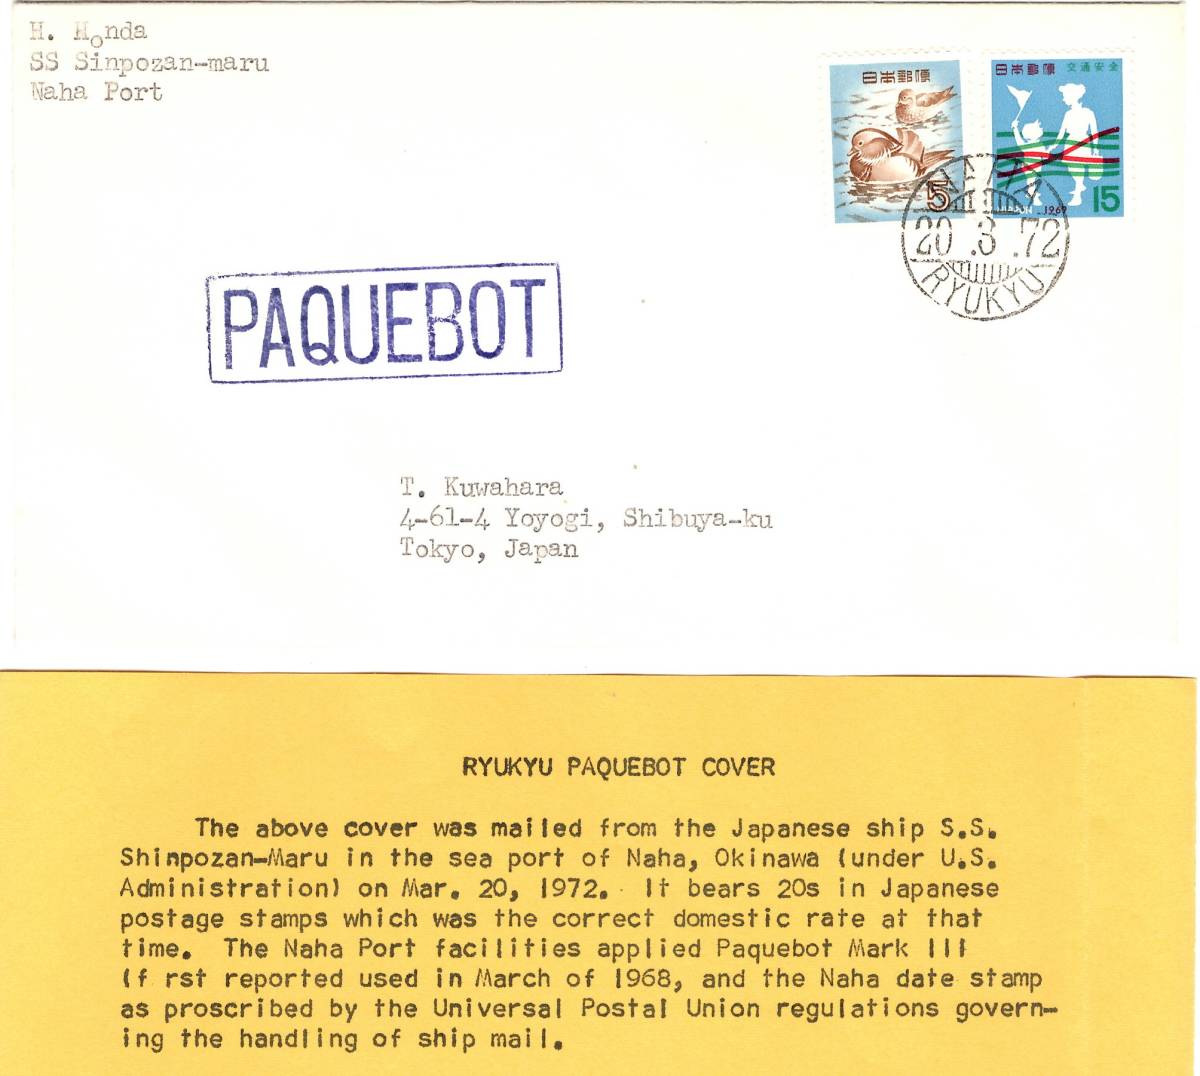 H. Honda
SS Sinpozan-maru
Naha Port
日本郵便
5
日本郵便 交通安全
NIPPON 1967
15
NAHA
20.3.72
RYUKYU
PAQUEBOT
T. Kuwahara
4-61-4 Yoyogi, Shibuya-ku
Tokyo, Japan
RYUKYU PAQUEBOT COVER
The above cover was mailed from the Japanese ship S.S.
Shinpozan-Maru in the sea port of Naha, Okinawa (under U.S.
Administration) on Mar. 20, 1972. It bears 20s in Japanese
postage stamps which was the correct domestic rate at that
time. The Naha Port facilities applied Paquebot Mark III
(f rst reported used in March of 1968, and the Naha date stamp
as proscribed by the Universal Postal Union regulations govern-
ing the handling of ship mail.